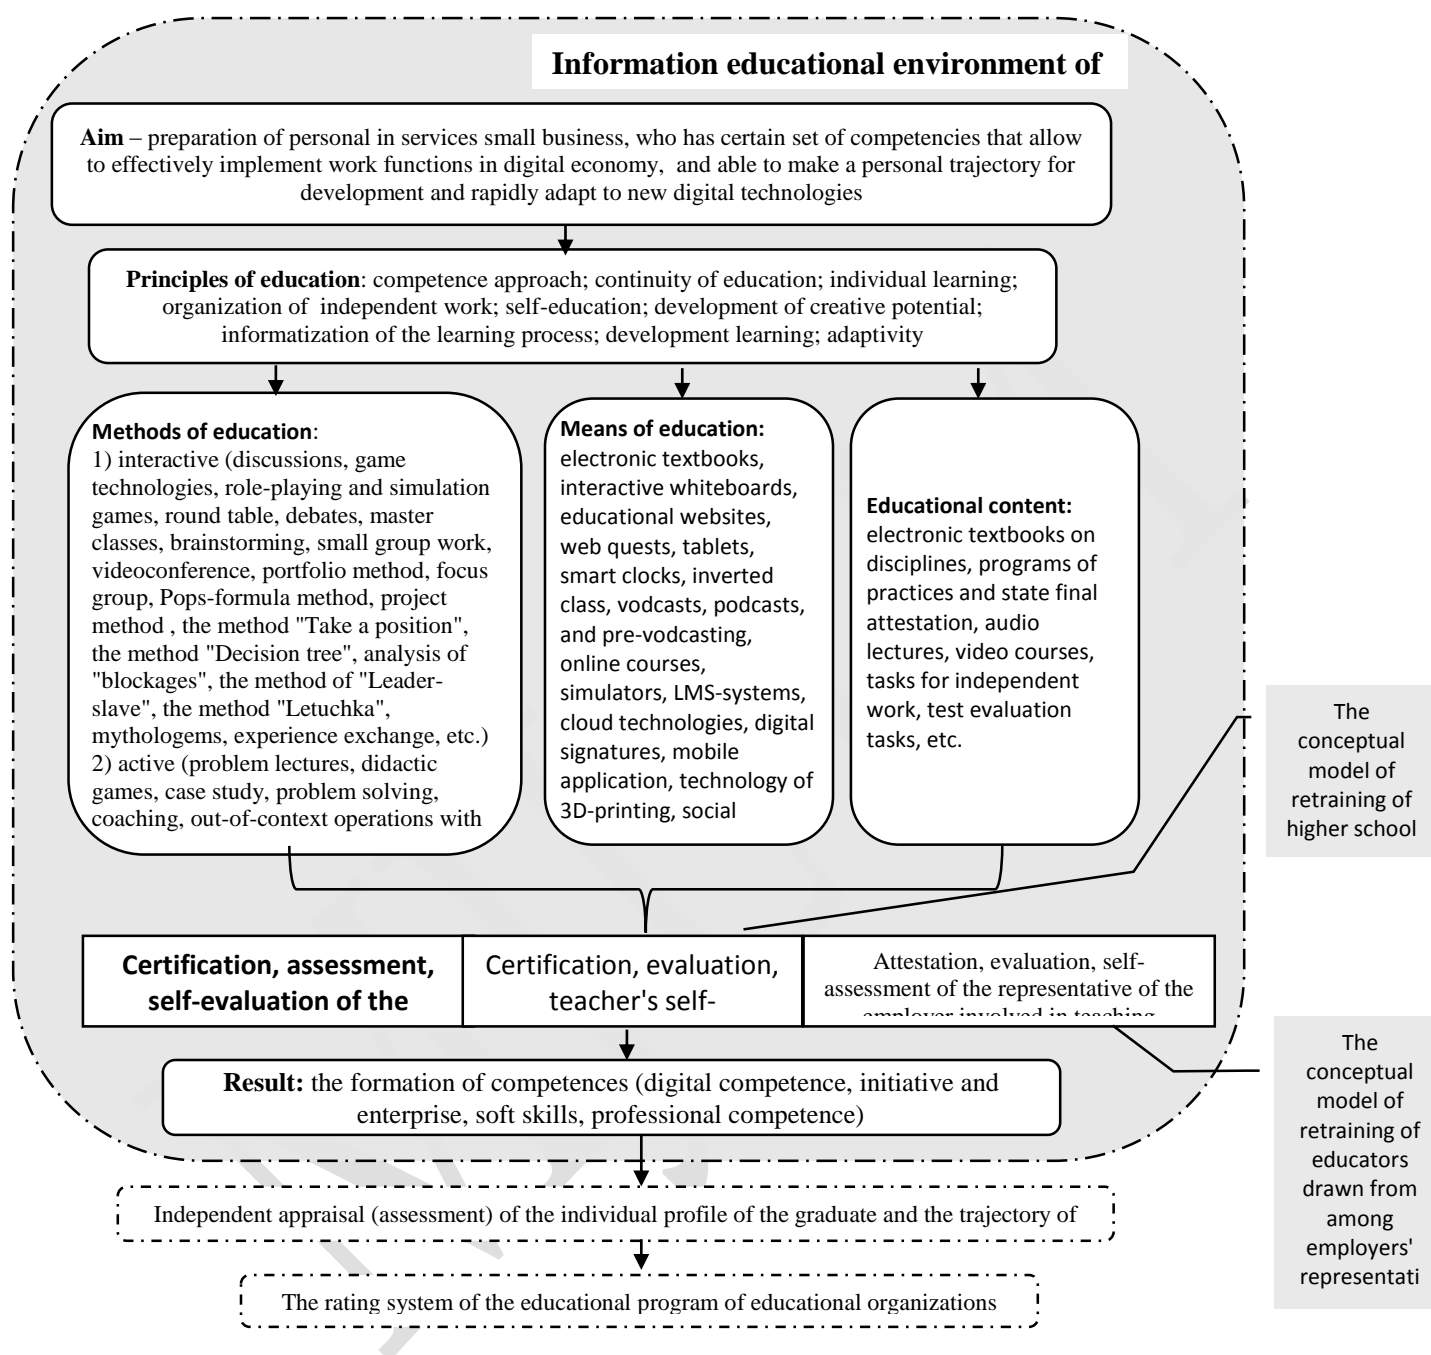 Information educational environment of
Aim – preparation of personal in services small business, who has certain set of competencies that allow
to effectively implement work functions in digital economy, and able to make a personal trajectory for
development and rapidly adapt to new digital technologies
Principles of education: competence approach; continuity of education; individual learning;
organization of independent work; self-education; development of creative potential;
informatization of the learning process; development learning; adaptivity
Methods of education:
1) interactive (discussions, game
technologies, role-playing and simulation
games, round table, debates, master
classes, brainstorming, small group work,
videoconference, portfolio method, focus
group, Pops-formula method, project
method , the method "Take a position",
the method "Decision tree", analysis of
"blockages", the method of "Leader-
slave", the method "Letuchka",
mythologems, experience exchange, etc.)
2) active (problem lectures, didactic
games, case study, problem solving,
coaching, out-of-context operations with
Means of education:
electronic textbooks,
interactive whiteboards,
educational websites,
web quests, tablets,
smart clocks, inverted
class, vodcasts, podcasts,
and pre-vodcasting,
online courses,
simulators, LMS-systems,
cloud technologies, digital
signatures, mobile
application, technology of
3D-printing, social
Educational content:
electronic textbooks on
disciplines, programs of
practices and state final
attestation, audio
lectures, video courses,
tasks for independent
work, test evaluation
tasks, etc.
The
conceptual
model of
retraining of
higher school
Certification, assessment,
self-evaluation of the
Certification, evaluation,
teacher's self-
Attestation, evaluation, self-
assessment of the representative of the
employer involved in teaching
The
conceptual
model of
retraining of
educators
drawn from
among
employers'
representati
Result: the formation of competences (digital competence, initiative and
enterprise, soft skills, professional competence)
Independent appraisal (assessment) of the individual profile of the graduate and the trajectory of
The rating system of the educational program of educational organizations